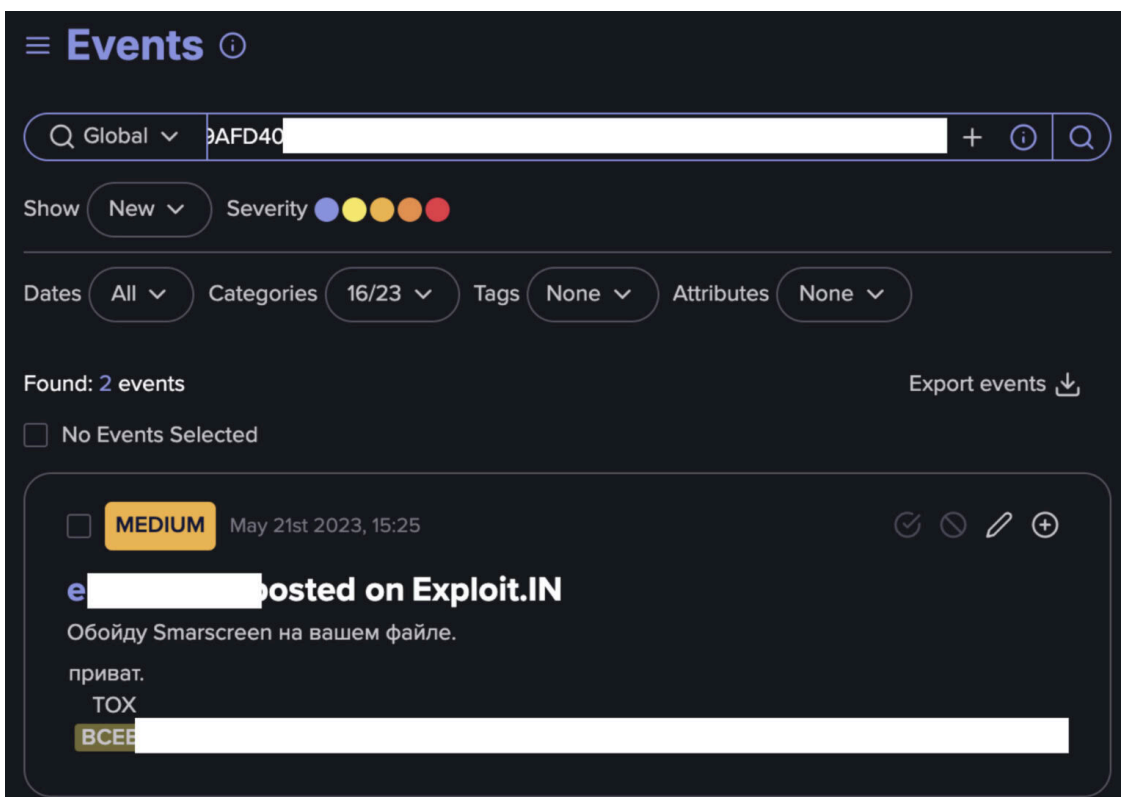 Events
Global 9AFD40
Show New Severity
Dates All Categories 16/23 Tags None Attributes None
Found: 2 events Export events
No Events Selected
MEDIUM May 21st 2023, 15:25
e posted on Exploit.IN
Обойду Smarscreen на вашем файле.
приват.
TOX
BCEE